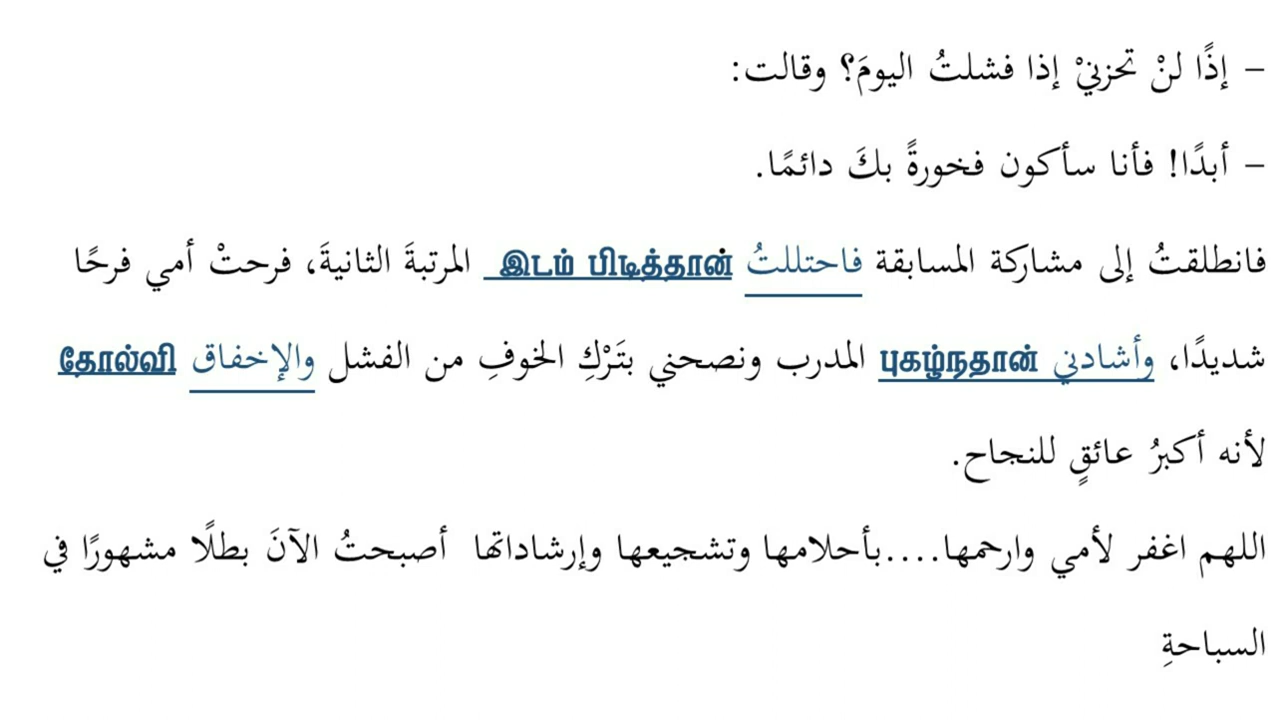 – إذًا لنْ تحزنيْ إذا فشلتُ اليومَ؟ وقالت:
– أبدًا! فأنا سأكون فخورةً بكَ دائمًا.
فانطلقتُ إلى مشاركة المسابقة فاحتللتُ இடம் பிடித்தான் المرتبةَ الثانيةَ، فرحتْ أمي فرحًا
شديدًا، وأشادني புகழ்ந்தான் المدرب ونصحني بتَرْكِ الخوفِ من الفشل والإخفاق தோல்வி
لأنه أكبرُ عائقٍ للنجاح.
اللهم اغفر لأمي وارحمها....بأحلامها وتشجيعها وإرشاداتها أصبحتُ الآنَ بطلًا مشهورًا في
السباحةِ